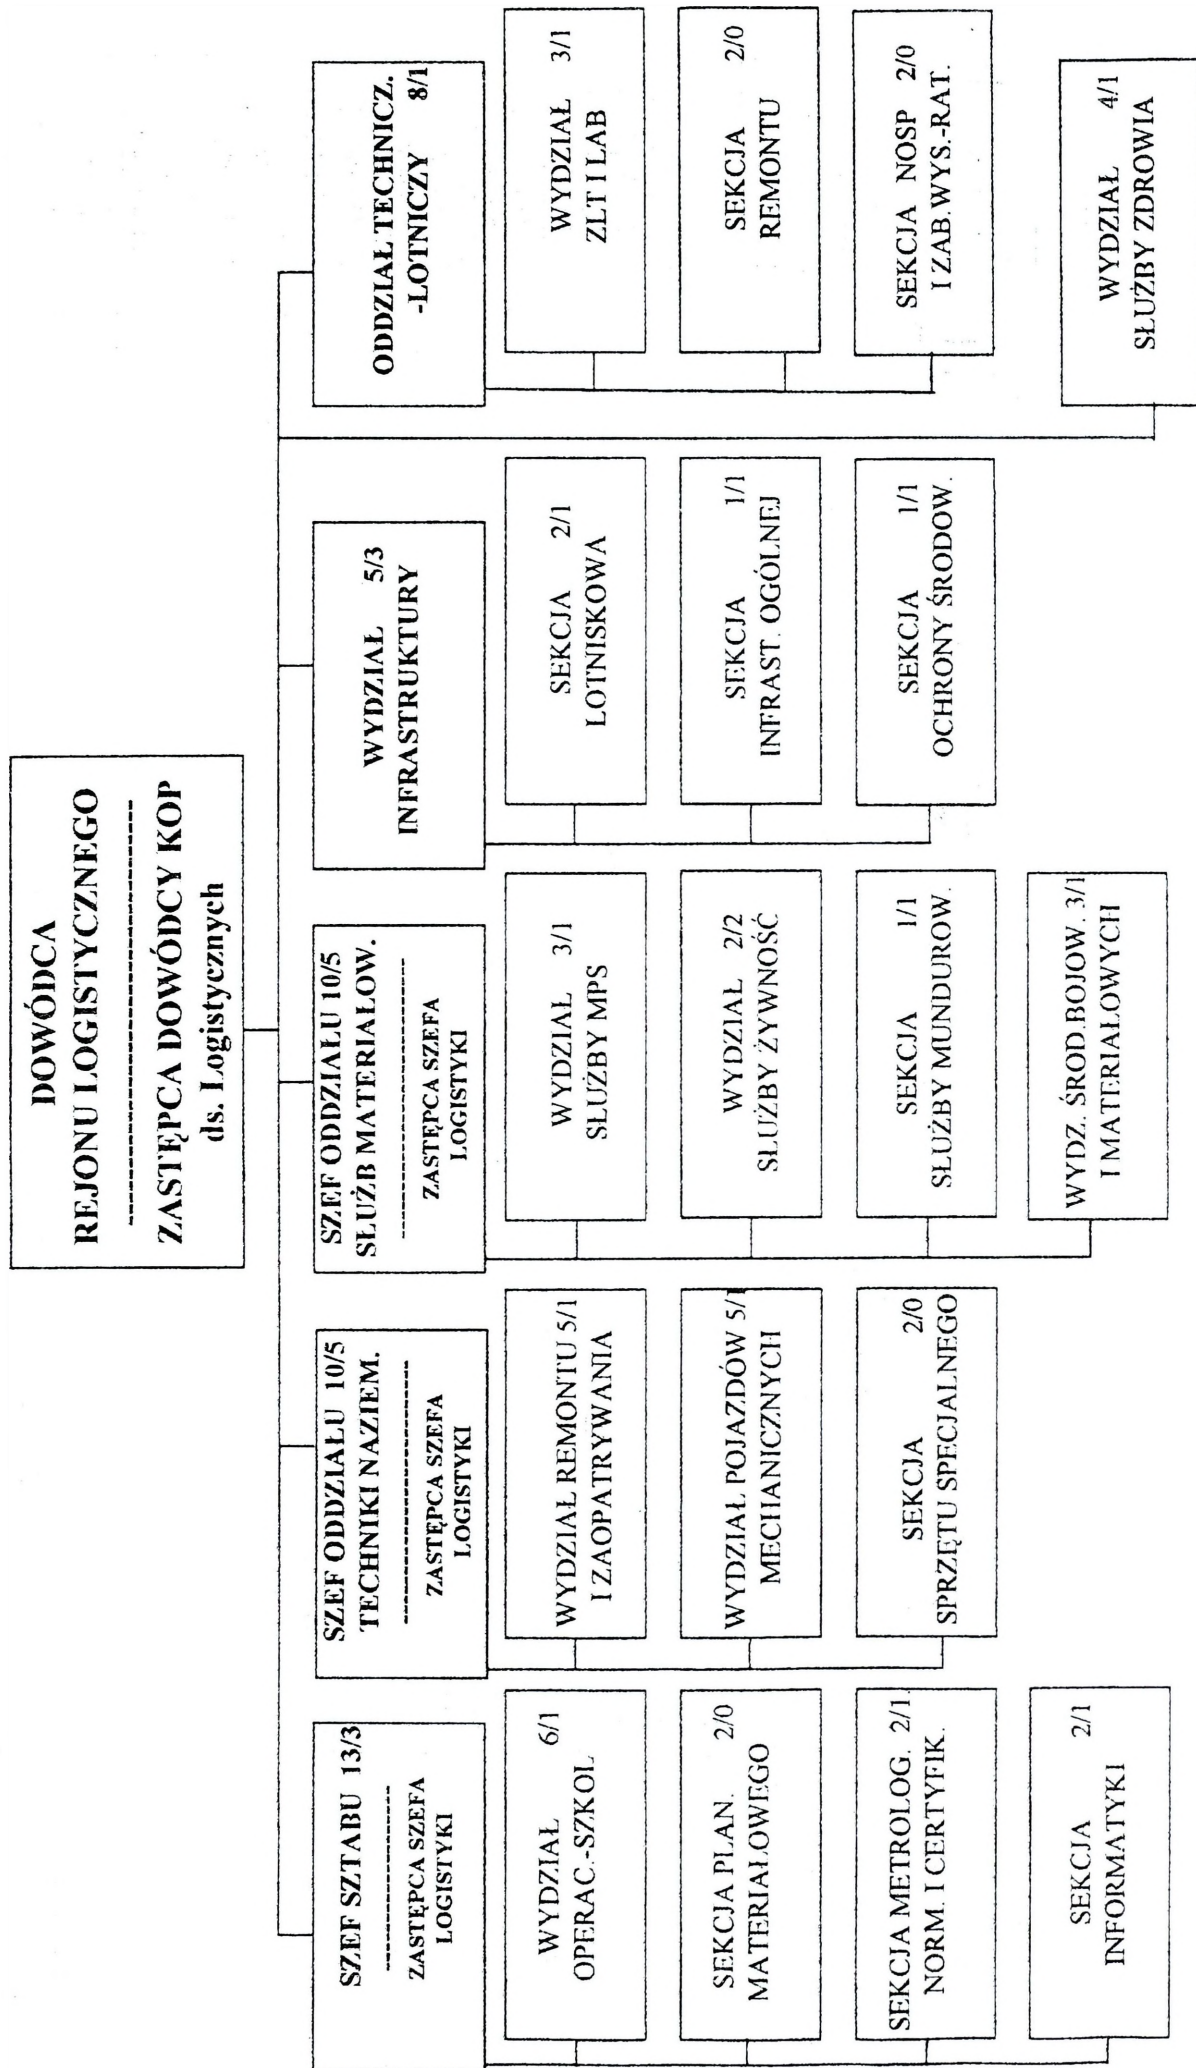 DOWÓDCA
REJONU LOGISTYCZNEGO
------------------------
ZASTĘPCA DOWÓDCY KOP
ds. Logistycznych
SZEF SZTABU 13/3
------------------
ZASTĘPCA SZEFA
LOGISTYKI
WYDZIAŁ 6/1
OPERAC.-SZKOL
SEKCJA PLAN. 2/0
MATERIAŁOWEGO
SEKCJA METROLOG. 2/1.
NORM. I CERTYFIK.
SEKCJA 2/1
INFORMATYKI
SZEF ODDZIAŁU 10/5
TECHNIKI NAZIEM.
------------------------
ZASTĘPCA SZEFA
LOGISTYKI
WYDZIAŁ REMONTU 5/1
I ZAOPATRYWANIA
WYDZIAŁ POJAZDÓW 5/1
MECHANICZNYCH
SEKCJA 2/0
SPRZĘTU SPECJALNEGO
SZEF ODDZIAŁU 10/5
SŁUŻB MATERIAŁOW.
------------------------
ZASTĘPCA SZEFA
LOGISTYKI
WYDZIAŁ 3/1
SŁUŻBY MPS
WYDZIAŁ 2/2
SŁUŻBY ŻYWNOŚĆ
SEKCJA 1/1
SŁUŻBY MUNDUROW.
WYDZ. ŚROD.BOJOW. 3/1
I MATERIAŁOWYCH
WYDZIAŁ 5/3
INFRASTRUKTURY
SEKCJA 2/1
LOTNISKOWA
SEKCJA 1/1
INFRAST. OGÓLNEJ
SEKCJA 1/1
OCHRONY ŚRODOW.
ODDZIAŁ TECHNICZ.
-LOTNICZY 8/1
WYDZIAŁ 3/1
ZLT I LAB
SEKCJA 2/0
REMONTU
SEKCJA NOSP 2/0
I ZAB.WYS.-RAT.
WYDZIAŁ 4/1
SŁUŻBY ZDROWIA